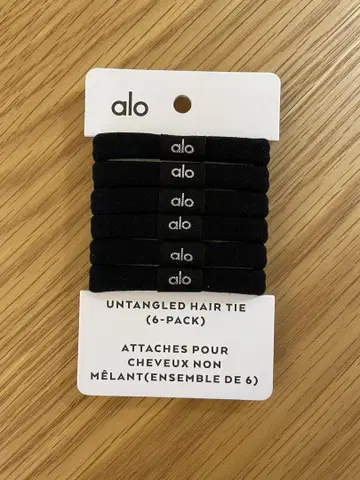 alo
alo
alo
alo
alo
alo
alo
UNTANGLED HAIR TIE
(6-PACK)
ATTACHES POUR
CHEVEUX NON
MÊLANT(ENSEMBLE DE 6)